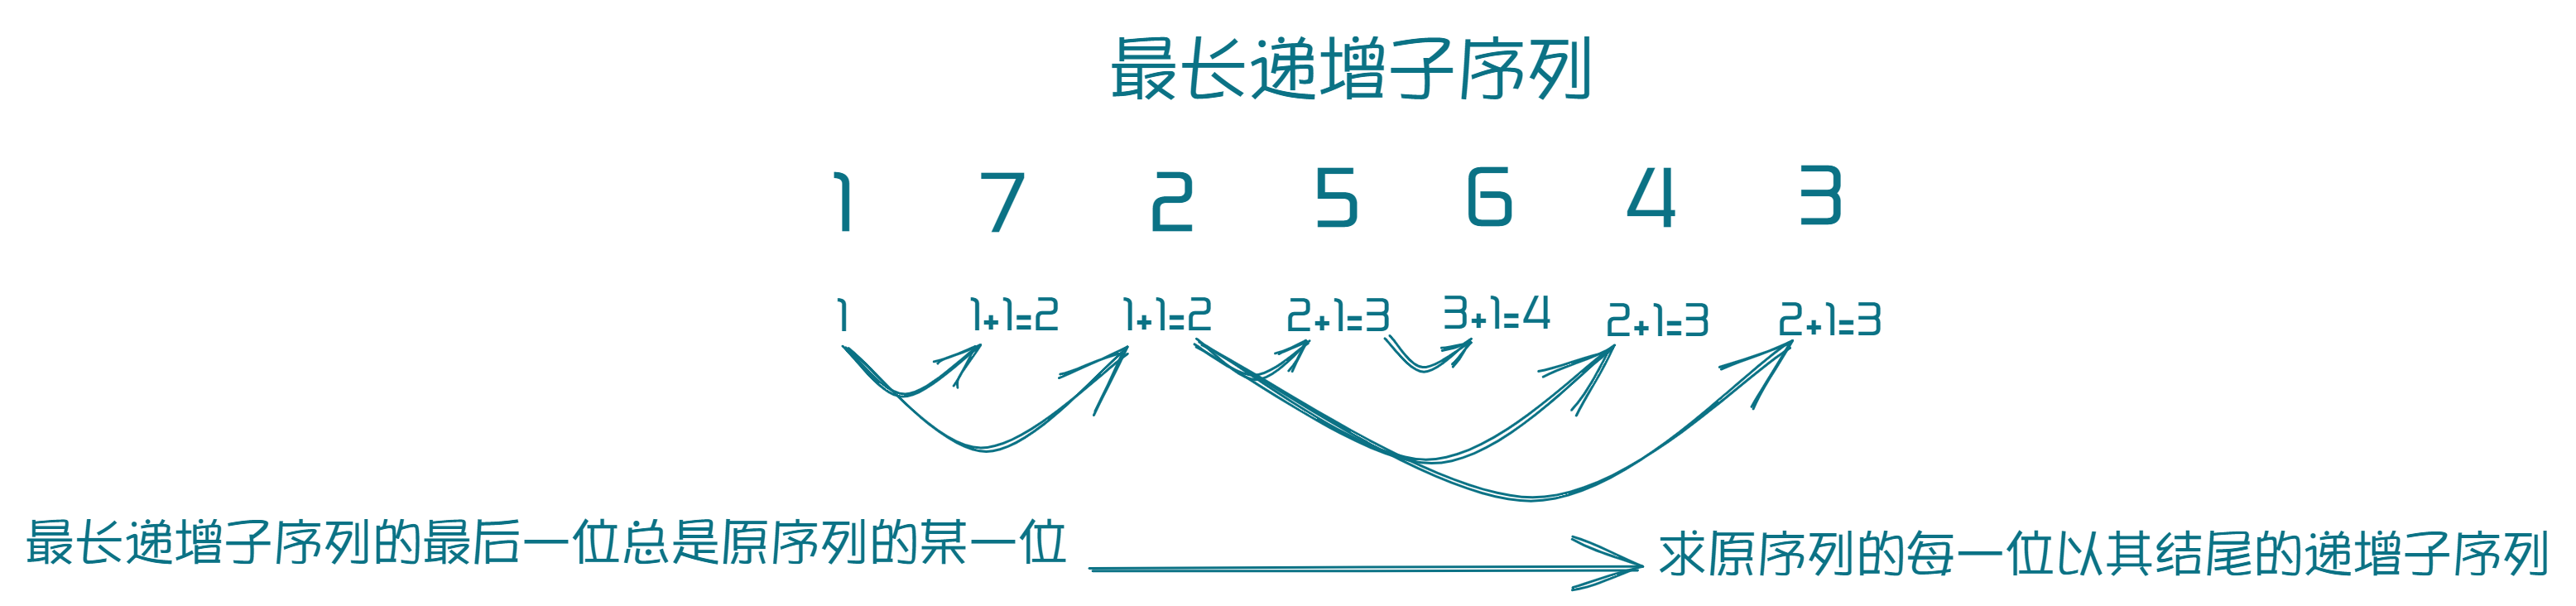 最长递增子序列
1 7 2 5 6 4 3
1 1+1=2 1+1=2 2+1=3 3+1=4 2+1=3 2+1=3
最长递增子序列的最后一位总是原序列的某一位
求原序列的每一位以其结尾的递增子序列